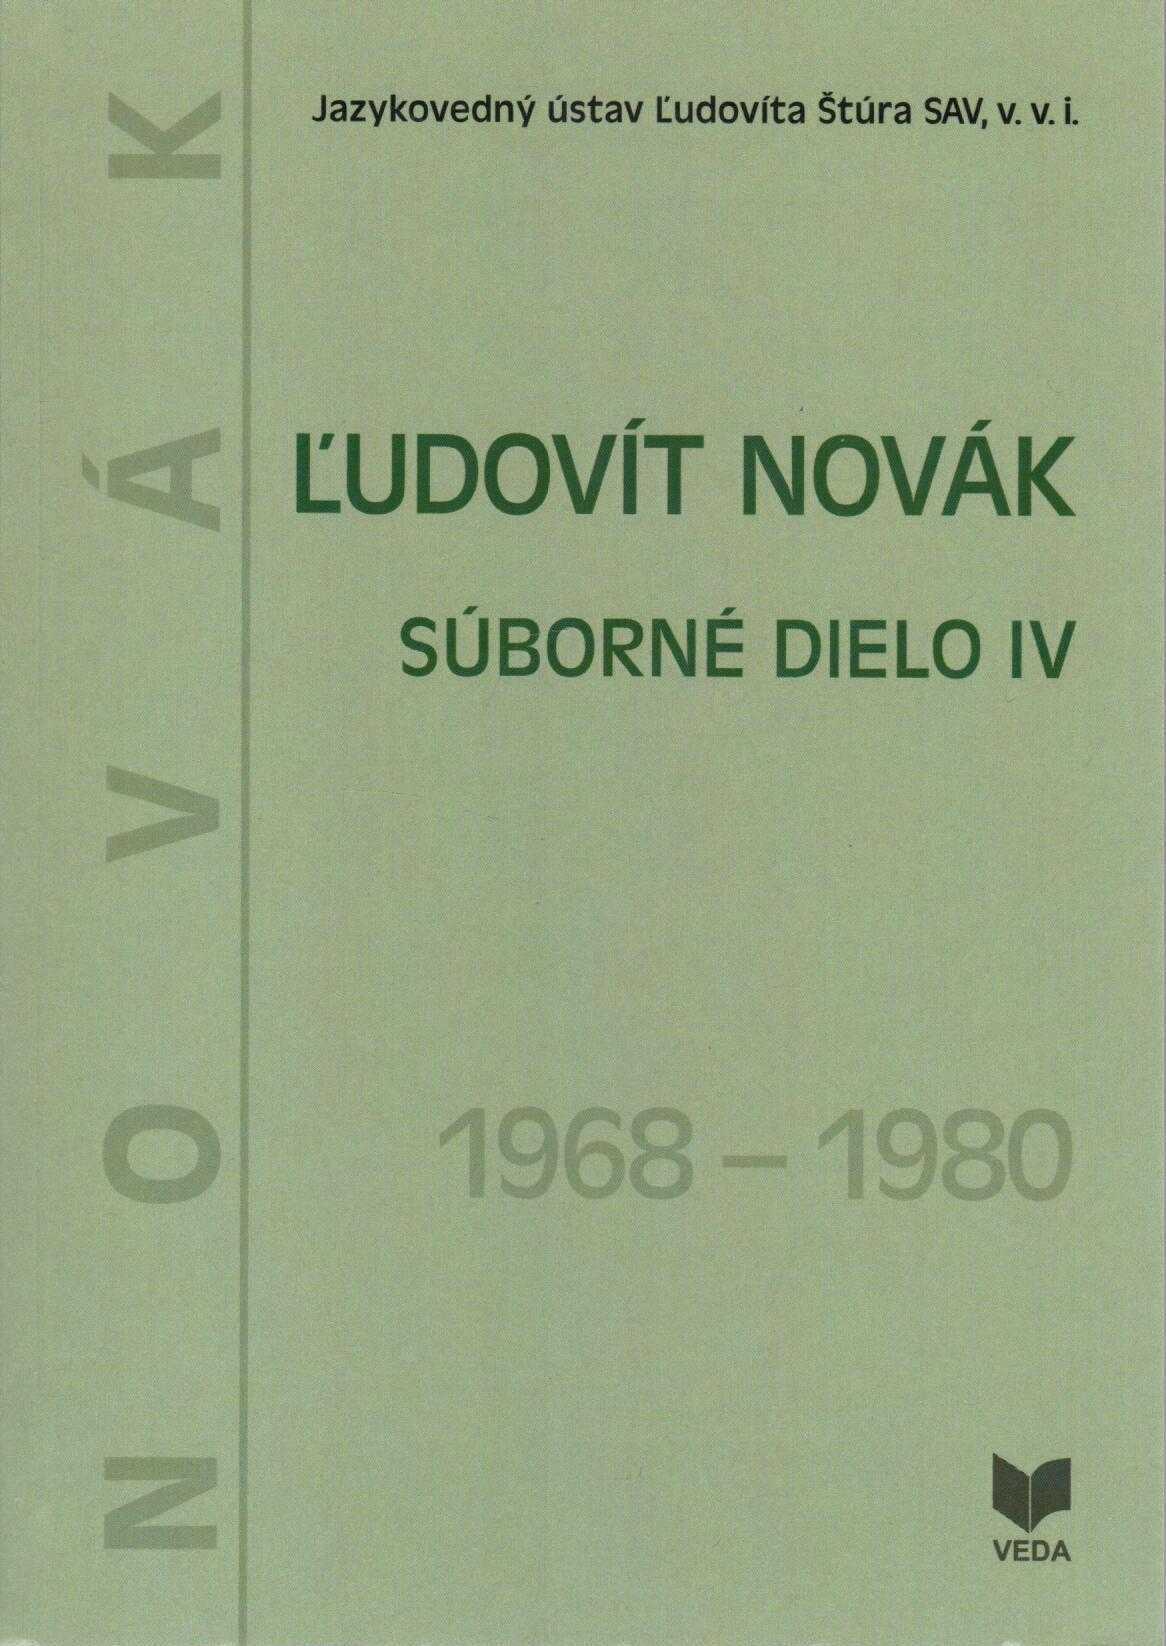 Jazykovedný ústav Ľudovíta Štúra SAV, v. v. i.
NOVÁK
ĽUDOVÍT NOVÁK
SÚBORNÉ DIELO IV
1968 – 1980
VEDA